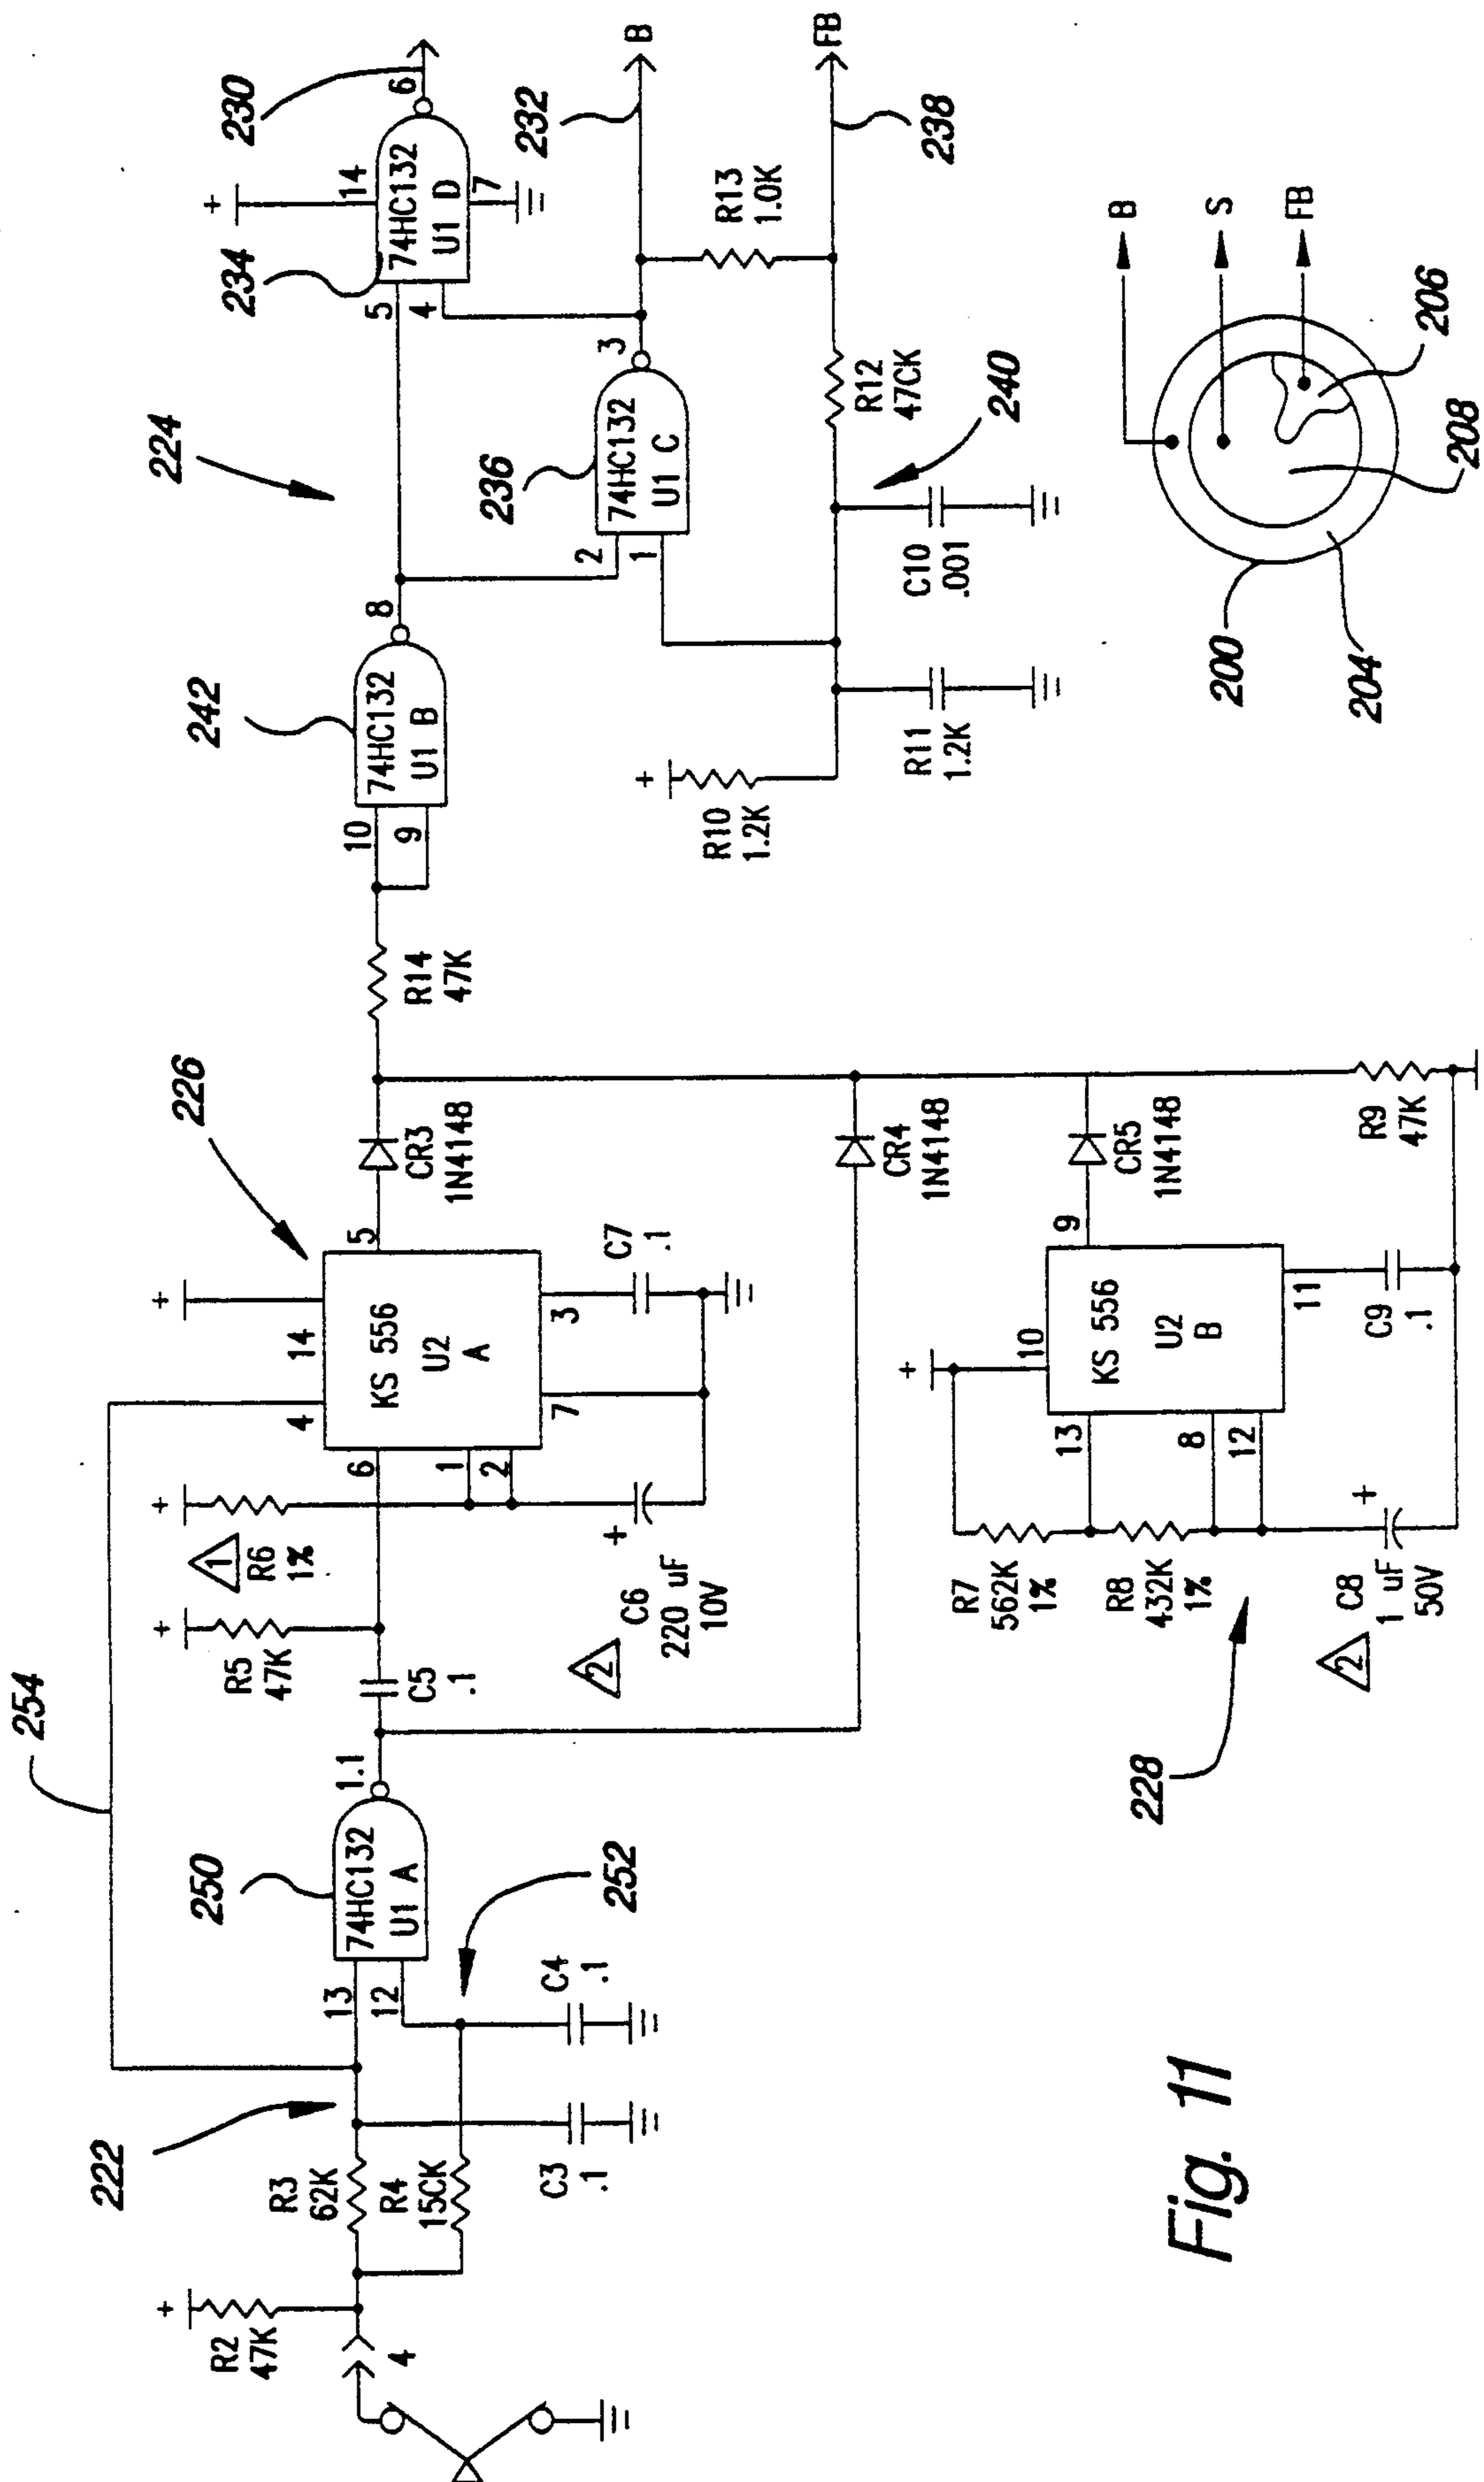 254
222
R2
47K
4
R3
62K
R4
15CK
C3
.1
C4
.1
252
250
13
12
74HC132
U1 A
1.1
C5
.1
R5
47K
1
R6
1%
2
C6
220 uF
10V
+
+
+
+
6
1
2
4
14
KS 556
U2
A
7
3
5
C7
.1
226
CR3
1N4148
CR4
1N4148
CR5
1N4148
R14
47K
R9
47K
228
+
R7
562K
1%
R8
432K
1%
2
C8
1 uF
50V
+
13
8
12
10
KS 556
U2
B
9
11
C9
.1
242
10
9
74HC132
U1 B
8
224
+
R10
1.2K
R11
1.2K
C10
.001
240
R12
47CK
R13
1.0K
236
2
1
74HC132
U1 C
3
234
5
4
74HC132
U1 D
+
14
7
6
230
232
B
238
FB
200
204
208
206
B
S
FB
Fig. 11
+